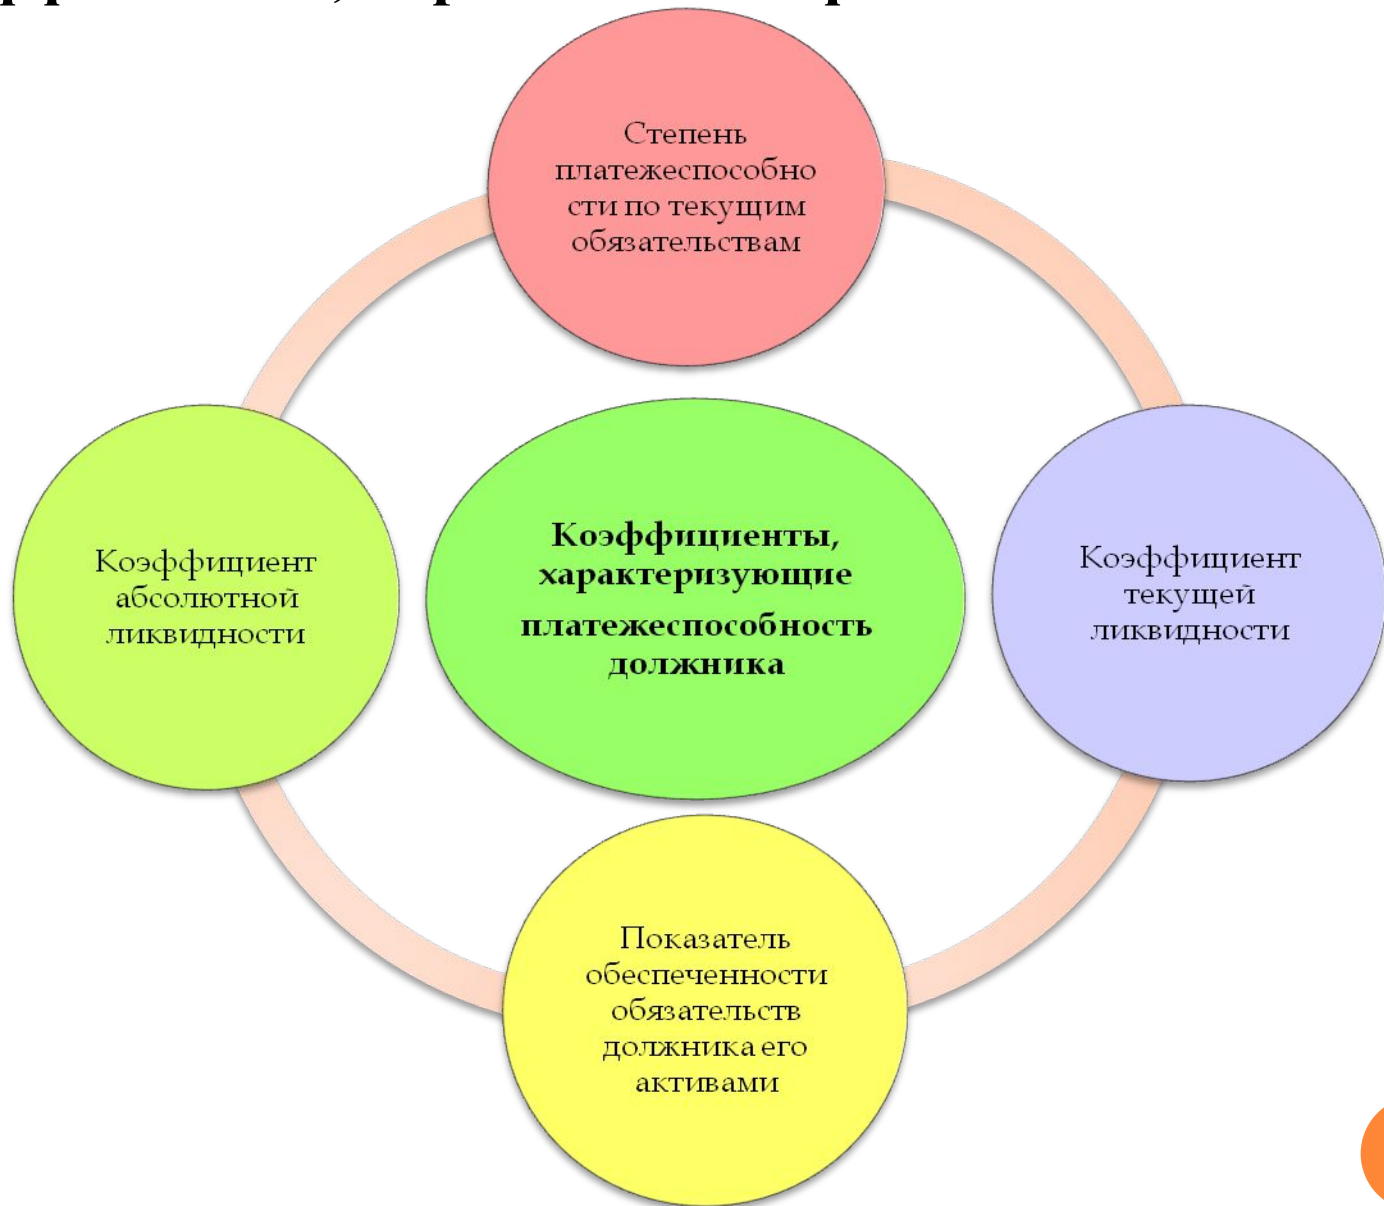 Степень
платежеспособно
сти по текущим
обязательствам
Коэффициент
абсолютной
ликвидности
Коэффициенты,
характеризующие
платежеспособность
должника
Коэффициент
текущей
ликвидности
Показатель
обеспеченности
обязательств
должника его
активами